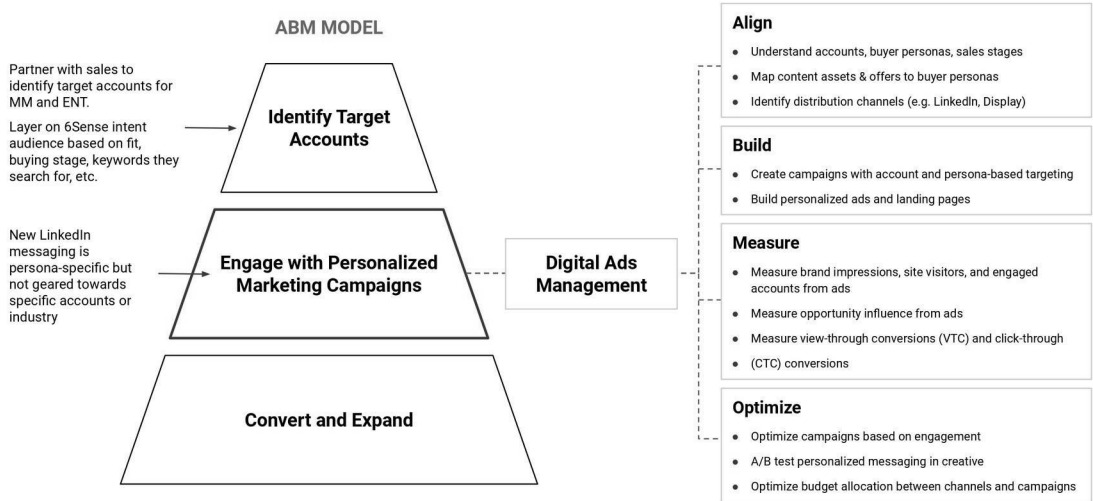 ABM MODEL
Partner with sales to
identify target accounts for
MM and ENT.
Layer on 6Sense intent
audience based on fit,
buying stage, keywords they
search for, etc.
Identify Target
Accounts
New LinkedIn
messaging is
persona-specific but
not geared towards
specific accounts or
industry
Engage with Personalized
Marketing Campaigns
Convert and Expand
Digital Ads
Management
Align
• Understand accounts, buyer personas, sales stages
• Map content assets & offers to buyer personas
• Identify distribution channels (e.g. LinkedIn, Display)
Build
• Create campaigns with account and persona-based targeting
• Build personalized ads and landing pages
Measure
• Measure brand impressions, site visitors, and engaged
accounts from ads
• Measure opportunity influence from ads
• Measure view-through conversions (VTC) and click-through
• (CTC) conversions
Optimize
• Optimize campaigns based on engagement
• A/B test personalized messaging in creative
• Optimize budget allocation between channels and campaigns